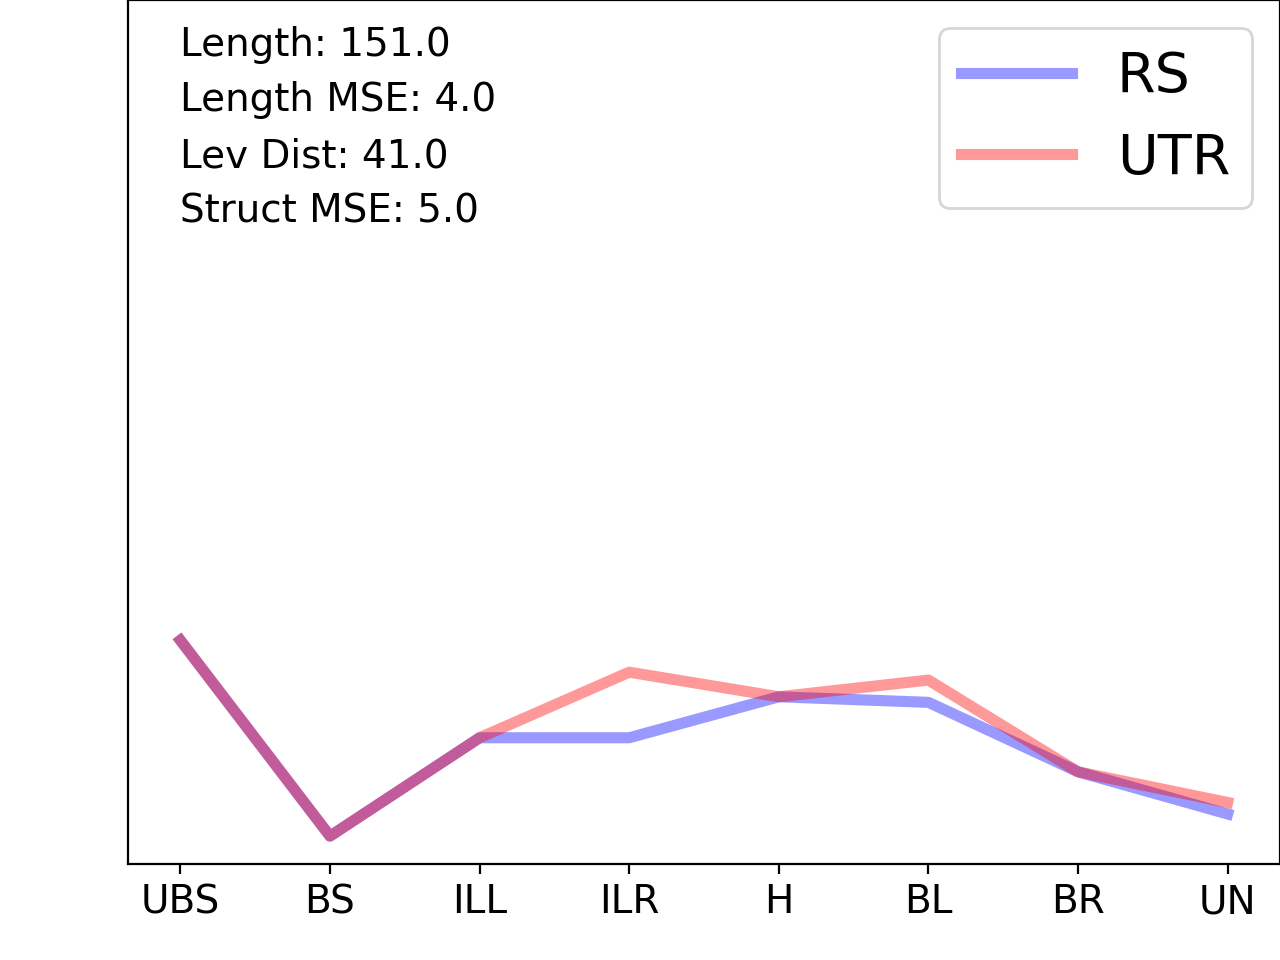 Length: 151.0
Length MSE: 4.0
Lev Dist: 41.0
Struct MSE: 5.0
RS
UTR
UBS BS ILL ILR H BL BR UN